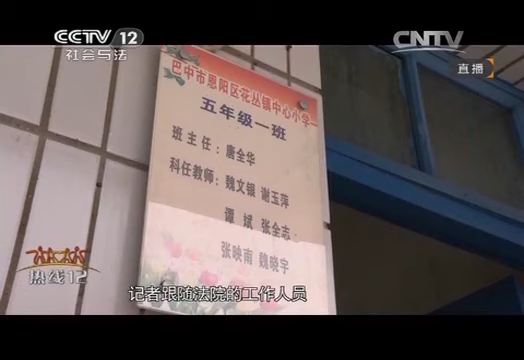 CCTV 12
社会与法
CNTV
直播
巴中市恩阳区花丛镇中心小学
五年级一班
班主任：唐全华
科任教师：魏文银 谢玉萍
谭斌 张全志
张映南 魏晓宇
热线12
记者跟随法院的工作人员